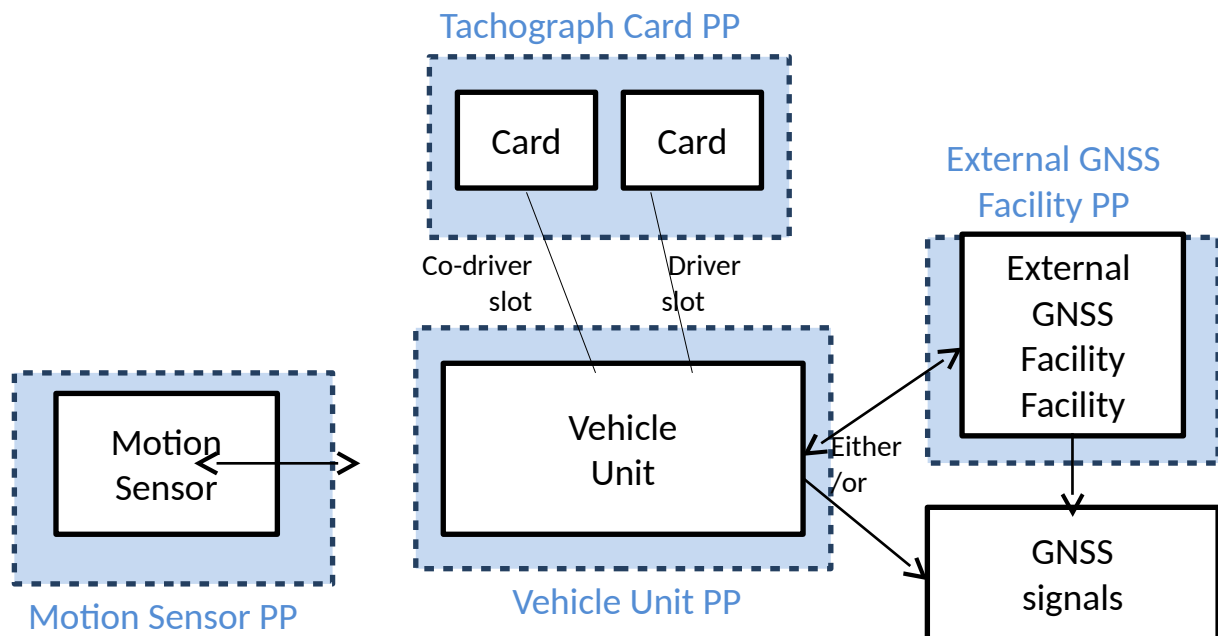 Tachograph Card PP
Card
Card
External GNSS
Facility PP
Co-driver
slot
Driver
slot
External
GNSS
Facility
Facility
Motion
Sensor
Vehicle
Unit
Either
/or
GNSS
signals
Motion Sensor PP
Vehicle Unit PP